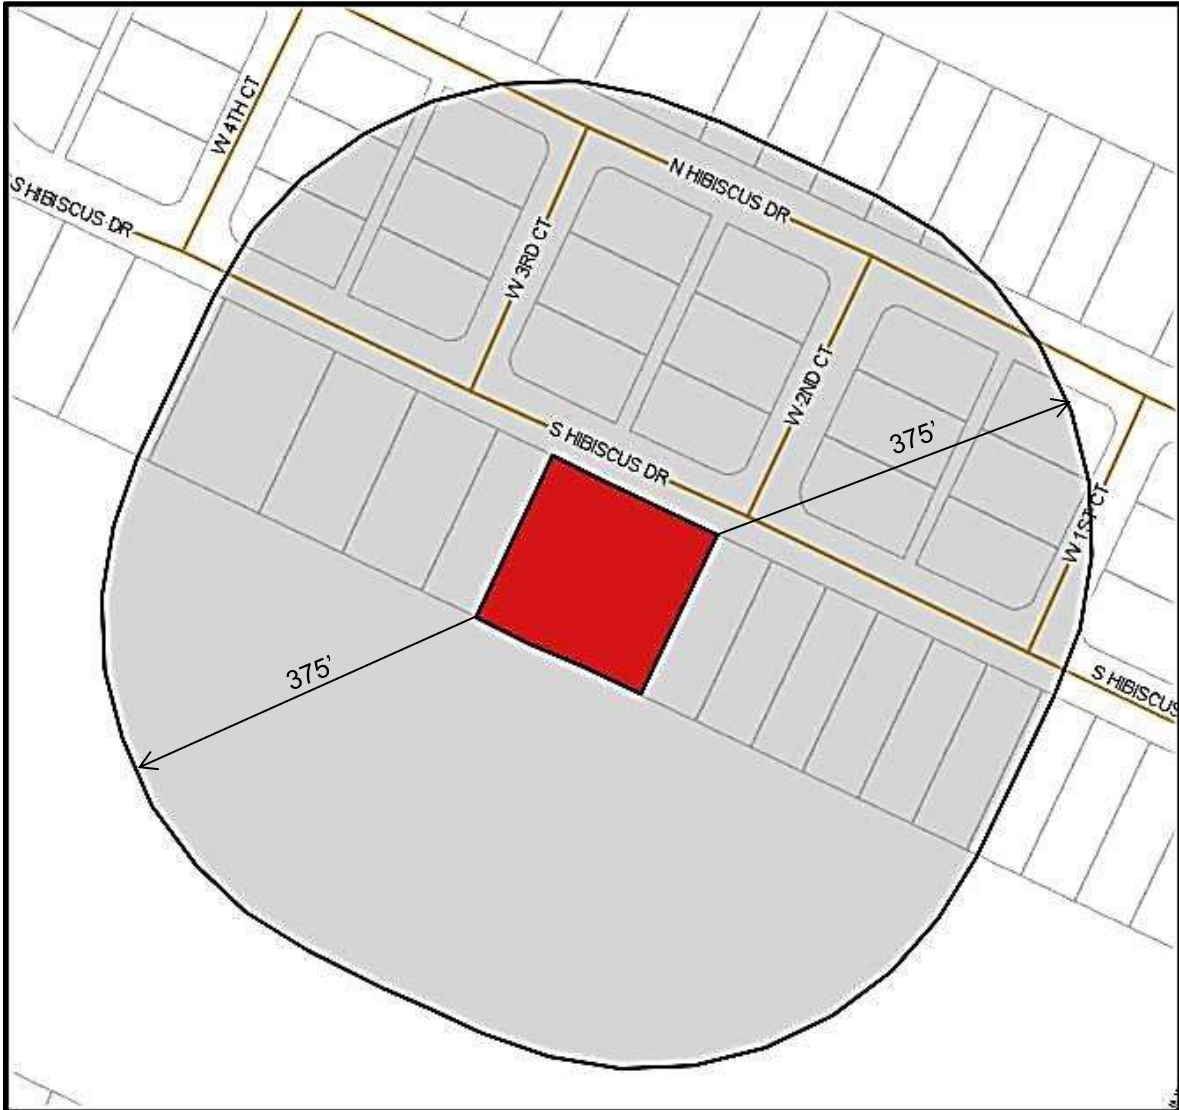 W 4TH CT
S HIBISCUS DR
N HIBISCUS DR
W 3RD CT
W 2ND CT
375’
S HIBISCUS DR
W 1ST CT
375’
S HIBISCUS